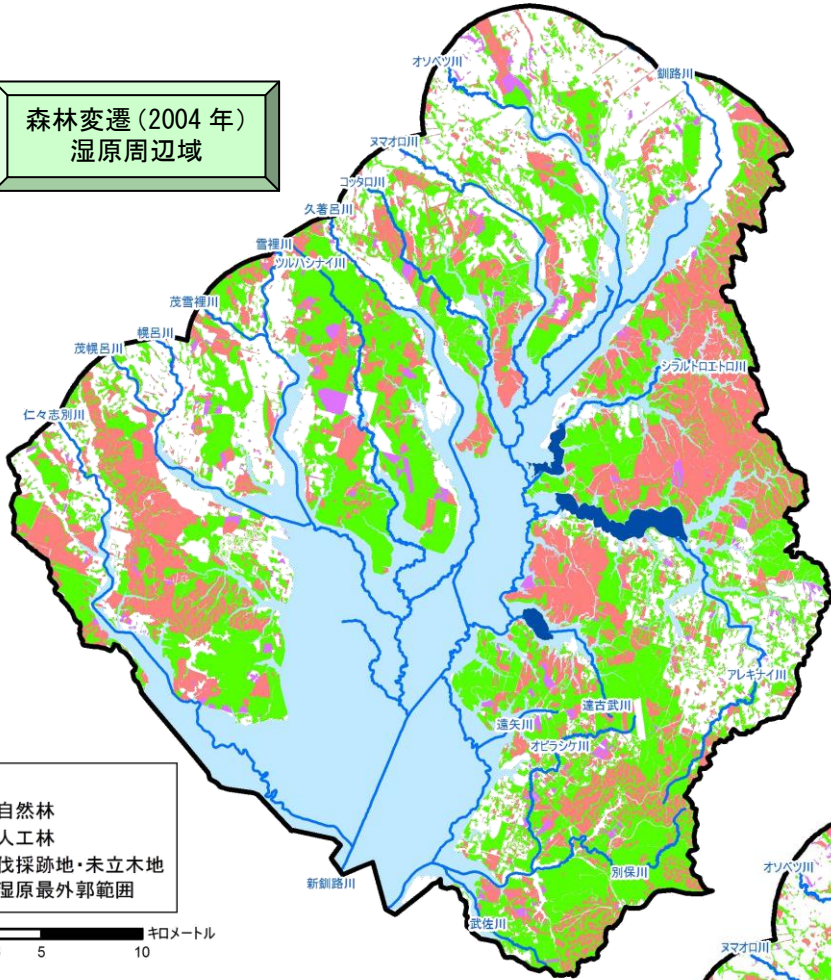 森林変遷(2004 年)
湿原周辺域
オソベツ川
釧路川
ヌマオロ川
コッタロ川
久著呂川
雪裡川
ツルハシナイ川
茂雪裡川
幌呂川
茂幌呂川
仁々志別川
シラルトロエトロ川
アレキナイ川
達古武川
遠矢川
オビラシケ川
別保川
武佐川
新釧路川
自然林
人工林
伐採跡地・未立木地
湿原最外郭範囲
キロメートル
5 10
オソベツ川
ヌマオロ川